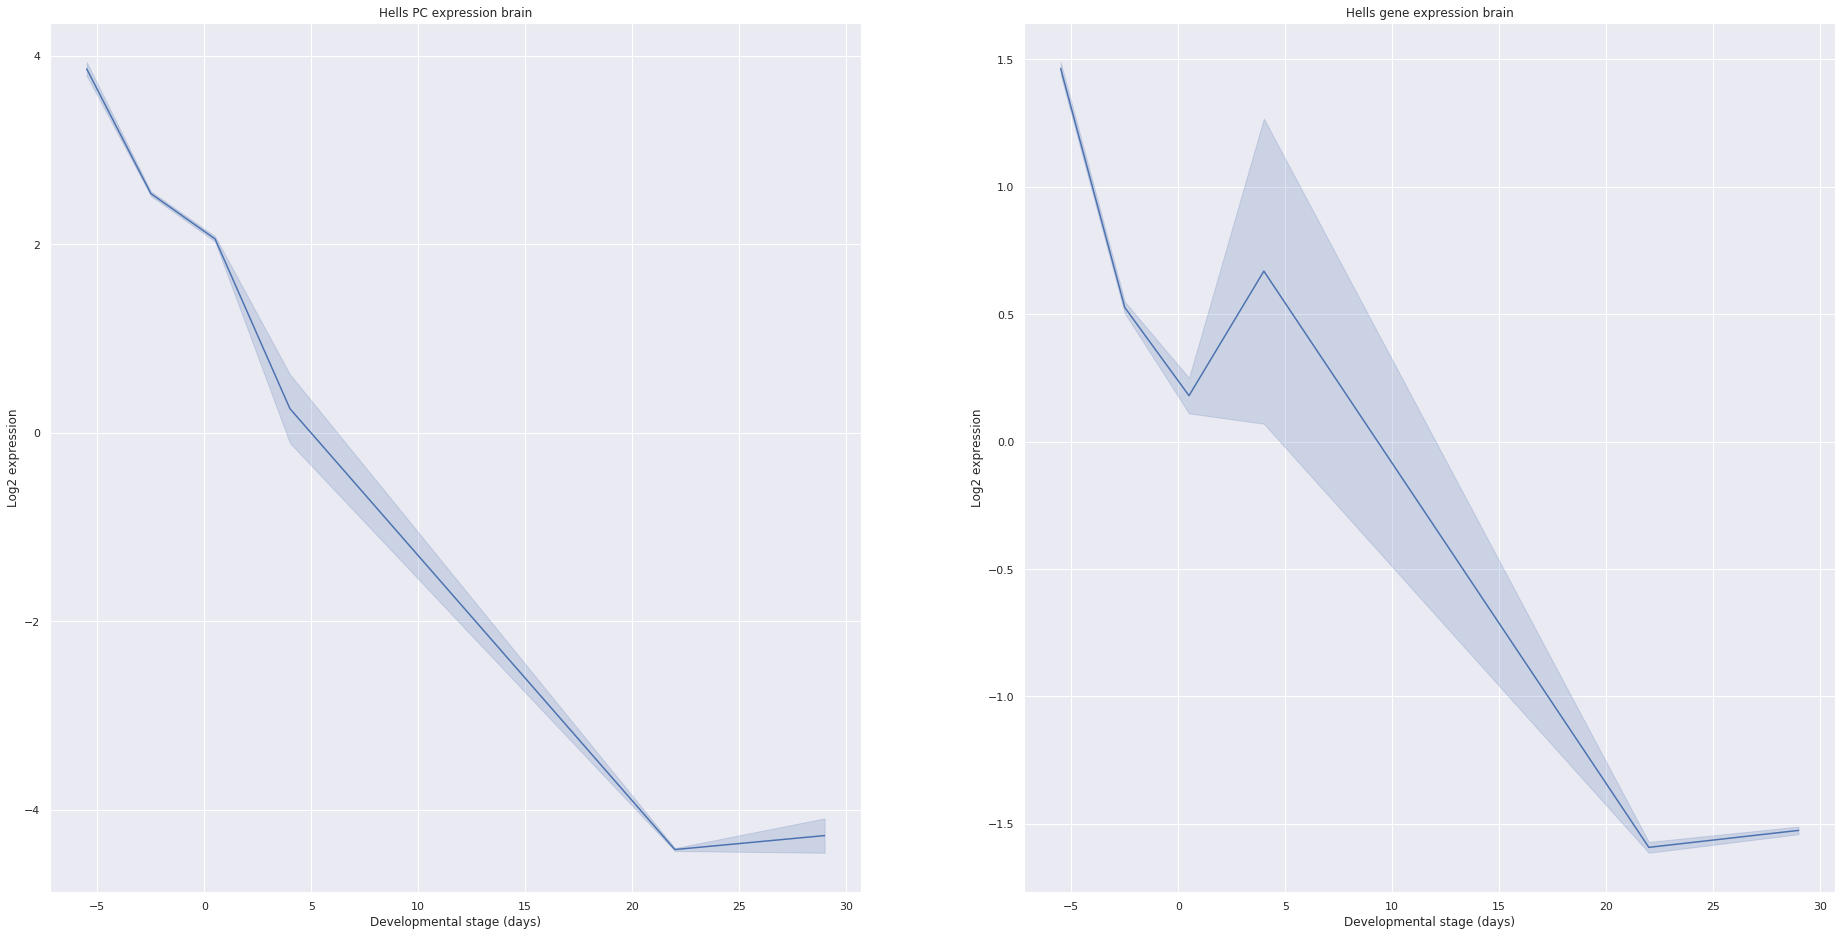 Hells PC expression brain
4
2
0
−2
−4
Log2 expression
−5 0 5 10 15 20 25 30
Developmental stage (days)
Hells gene expression brain
1.5
1.0
0.5
0.0
−0.5
−1.0
−1.5
Log2 expression
−5 0 5 10 15 20 25 30
Developmental stage (days)